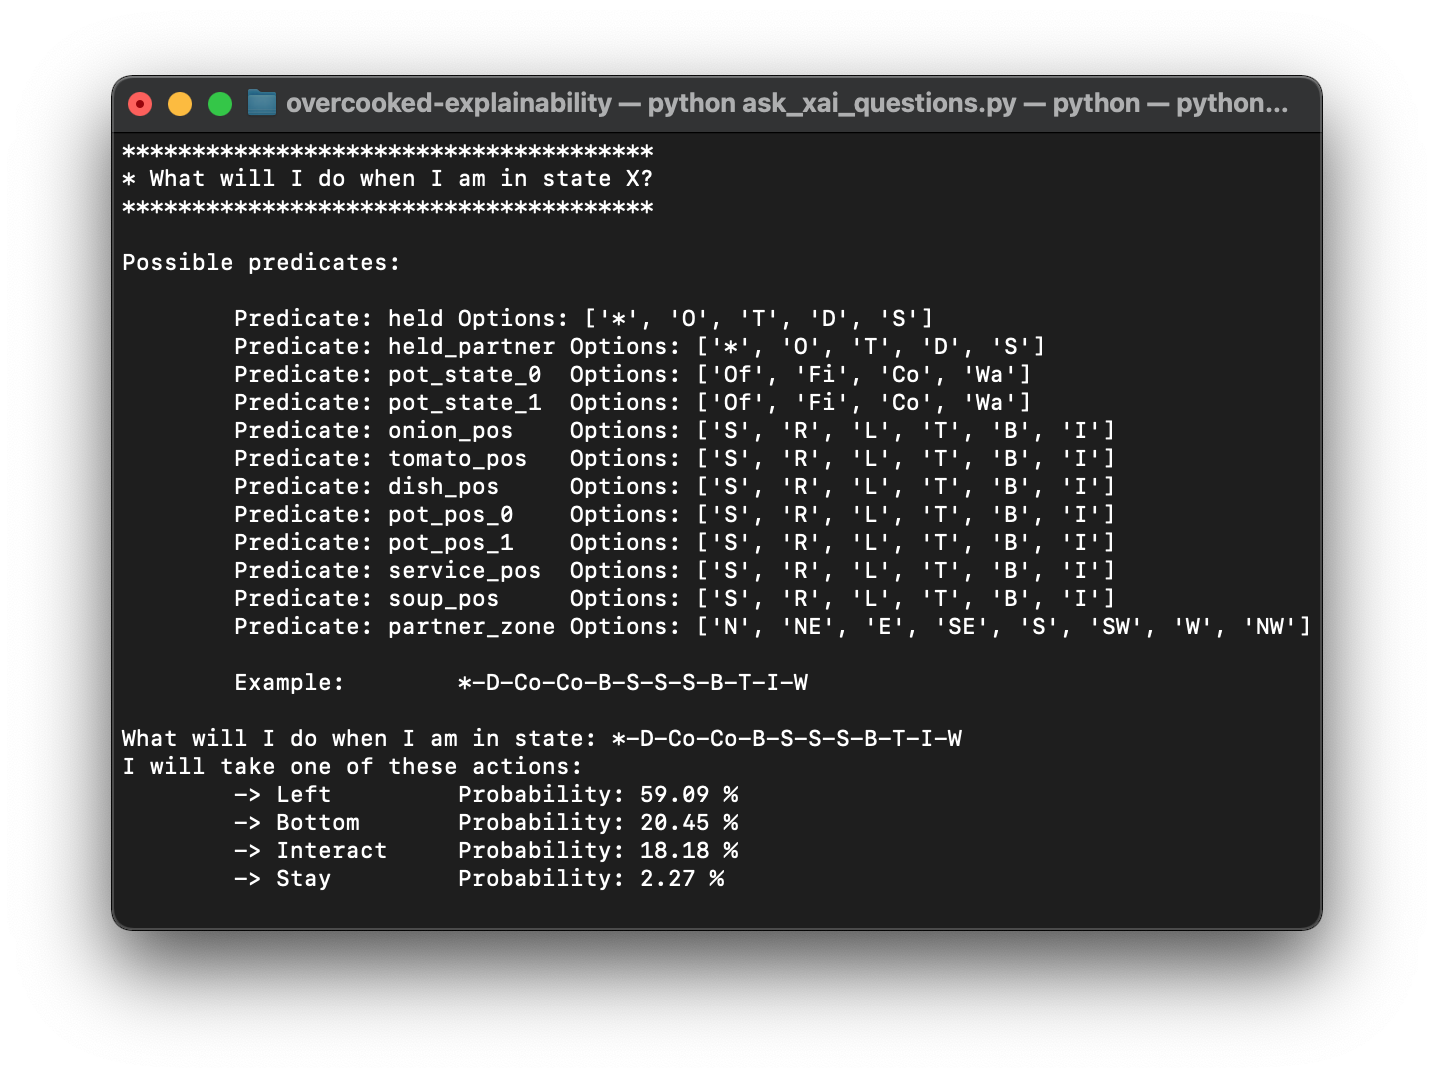 overcooked-explainability — python ask_xai_questions.py — python — python...
**************************************
* What will I do when I am in state X?
**************************************
Possible predicates:
Predicate: held Options: ['*', 'O', 'T', 'D', 'S']
Predicate: held_partner Options: ['*', 'O', 'T', 'D', 'S']
Predicate: pot_state_0 Options: ['Of', 'Fi', 'Co', 'Wa']
Predicate: pot_state_1 Options: ['Of', 'Fi', 'Co', 'Wa']
Predicate: onion_pos Options: ['S', 'R', 'L', 'T', 'B', 'I']
Predicate: tomato_pos Options: ['S', 'R', 'L', 'T', 'B', 'I']
Predicate: dish_pos Options: ['S', 'R', 'L', 'T', 'B', 'I']
Predicate: pot_pos_0 Options: ['S', 'R', 'L', 'T', 'B', 'I']
Predicate: pot_pos_1 Options: ['S', 'R', 'L', 'T', 'B', 'I']
Predicate: service_pos Options: ['S', 'R', 'L', 'T', 'B', 'I']
Predicate: soup_pos Options: ['S', 'R', 'L', 'T', 'B', 'I']
Predicate: partner_zone Options: ['N', 'NE', 'E', 'SE', 'S', 'SW', 'W', 'NW']
Example: *-D-Co-Co-B-S-S-S-B-T-I-W
What will I do when I am in state: *-D-Co-Co-B-S-S-S-B-T-I-W
I will take one of these actions:
-> Left Probability: 59.09 %
-> Bottom Probability: 20.45 %
-> Interact Probability: 18.18 %
-> Stay Probability: 2.27 %